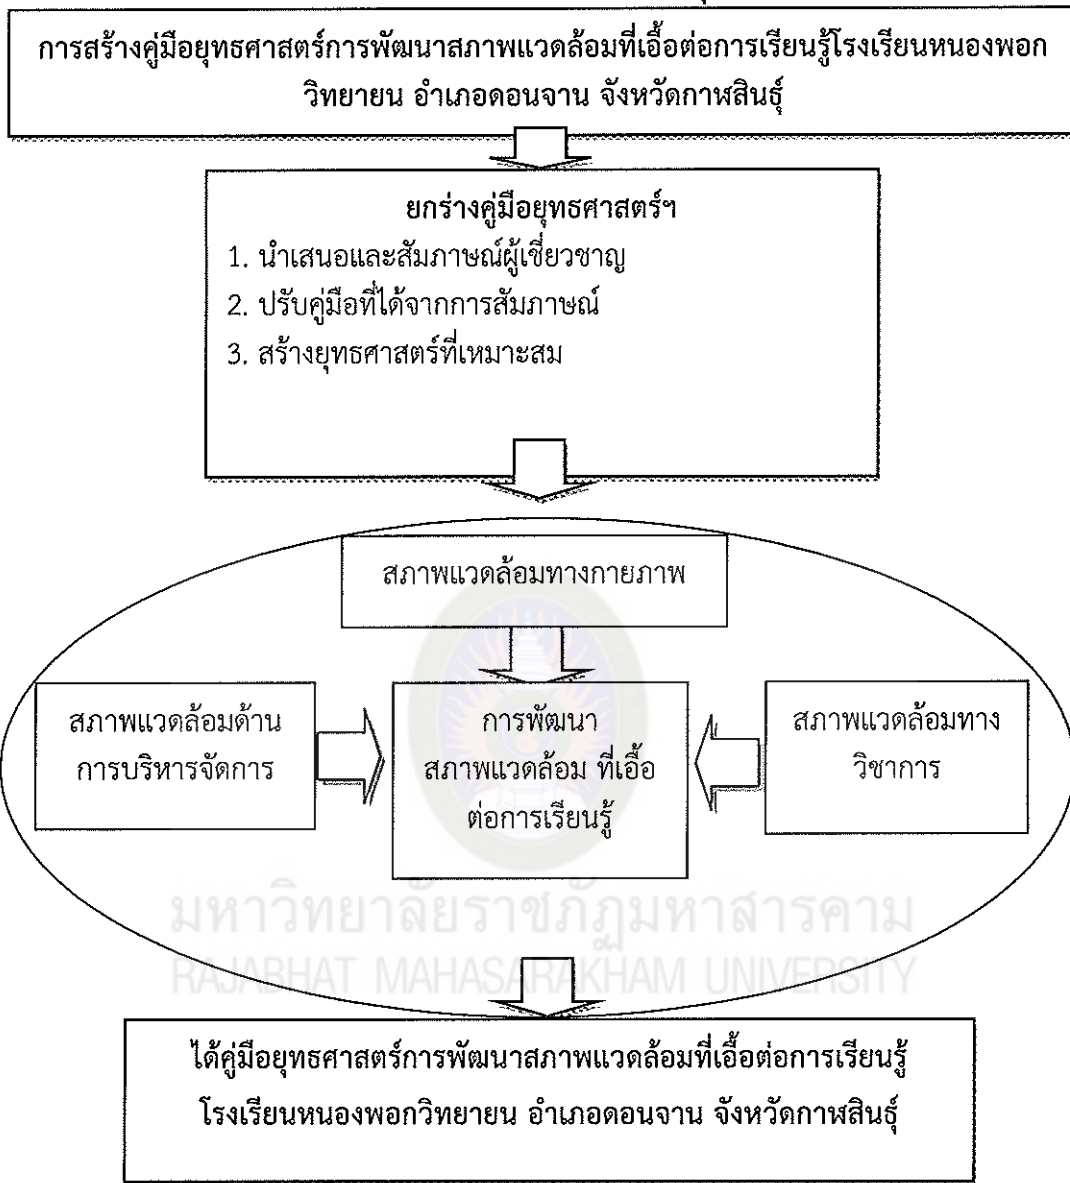 การสร้างคู่มือยุทธศาสตร์การพัฒนาสภาพแวดล้อมที่เอื้อต่อการเรียนรู้โรงเรียนหนองพอก
วิทยายน อำเภอดอนจาน จังหวัดกาฬสินธุ์
ยกร่างคู่มือยุทธศาสตร์ฯ
1. นำเสนอและสัมภาษณ์ผู้เชี่ยวชาญ
2. ปรับคู่มือที่ได้จากการสัมภาษณ์
3. สร้างยุทธศาสตร์ที่เหมาะสม
สภาพแวดล้อมทางกายภาพ
สภาพแวดล้อมด้าน
การบริหารจัดการ
การพัฒนา
สภาพแวดล้อม ที่เอื้อ
ต่อการเรียนรู้
สภาพแวดล้อมทาง
วิชาการ
มหาวิทยาลัยราชภัฏมหาสารคาม
RAJABHAT MAHASARAKHAM UNIVERSITY
ได้คู่มือยุทธศาสตร์การพัฒนาสภาพแวดล้อมที่เอื้อต่อการเรียนรู้
โรงเรียนหนองพอกวิทยายน อำเภอดอนจาน จังหวัดกาฬสินธุ์